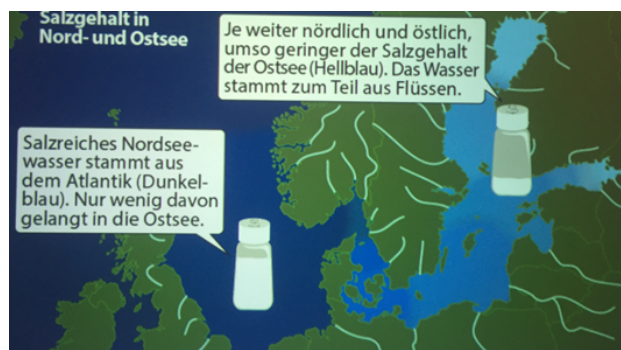 Salzgehalt in
Nord- und Ostsee
Je weiter nördlich und östlich,
umso geringer der Salzgehalt
der Ostsee (Hellblau). Das Wasser
stammt zum Teil aus Flüssen.
Salzreiches Nordsee-
wasser stammt aus
dem Atlantik (Dunkel-
blau). Nur wenig davon
gelangt in die Ostsee.